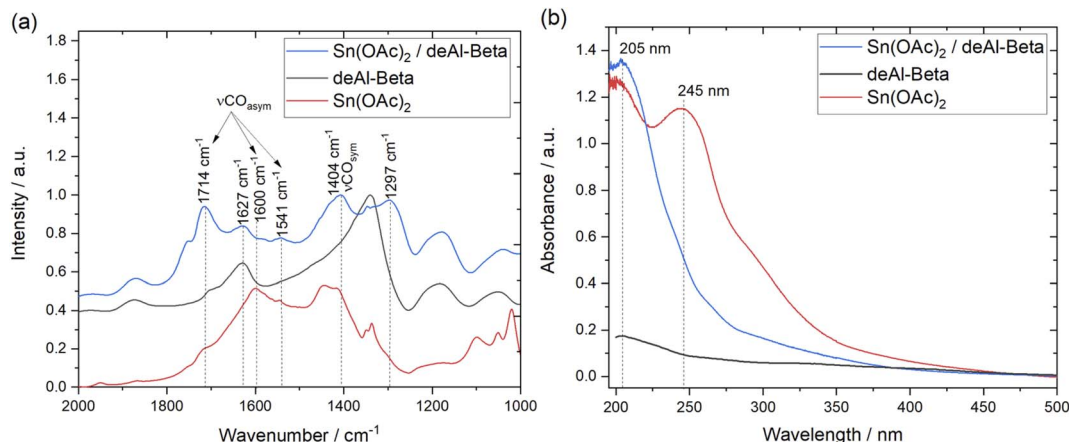 (a)
Sn(OAc)₂ / deAl-Beta
deAl-Beta
Sn(OAc)₂
νCOasym
1714 cm⁻¹
1627 cm⁻¹
1600 cm⁻¹
1541 cm⁻¹
1404 cm⁻¹
νCOsym
1297 cm⁻¹
Intensity / a.u.
1.8
1.6
1.4
1.2
1.0
0.8
0.6
0.4
0.2
0.0
2000
1800
1600
1400
1200
1000
Wavenumber / cm⁻¹
(b)
205 nm
245 nm
Sn(OAc)₂ / deAl-Beta
deAl-Beta
Sn(OAc)₂
Absorbance / a.u.
1.4
1.2
1.0
0.8
0.6
0.4
0.2
0.0
200
250
300
350
400
450
500
Wavelength / nm